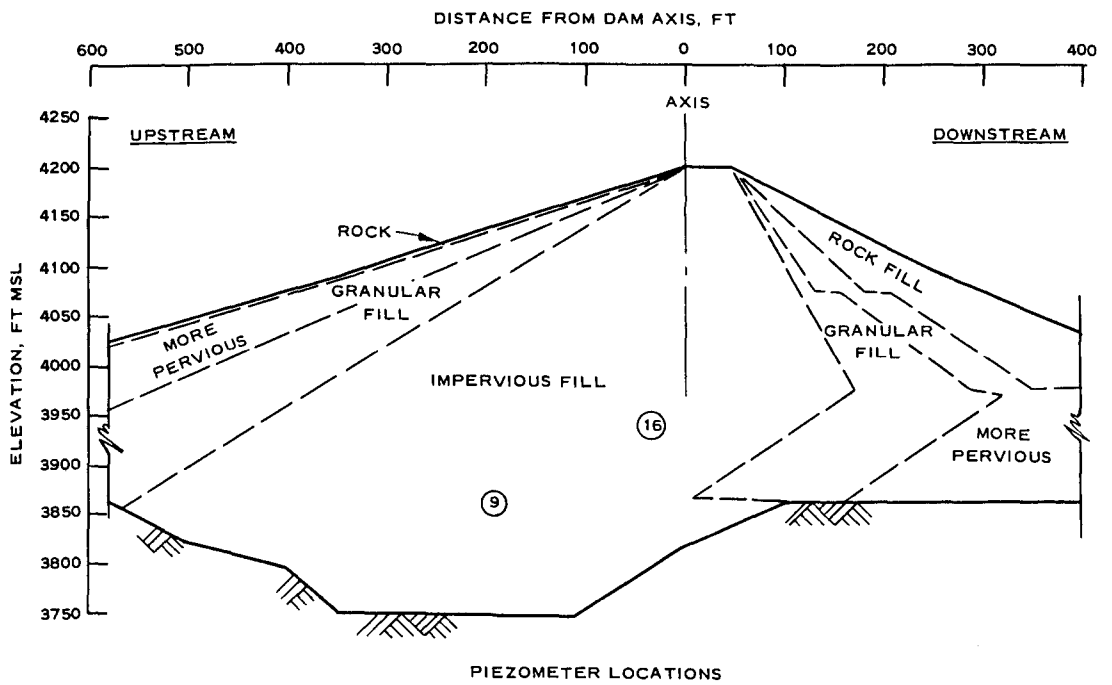 DISTANCE FROM DAM AXIS, FT
600 500 400 300 200 100 0 100 200 300 400
AXIS
UPSTREAM
DOWNSTREAM
ELEVATION, FT MSL
4250
4200
4150
4100
4050
4000
3950
3900
3850
3800
3750
ROCK
ROCK FILL
GRANULAR
FILL
MORE
PERVIOUS
GRANULAR
FILL
IMPERVIOUS FILL
16
MORE
PERVIOUS
9
PIEZOMETER LOCATIONS